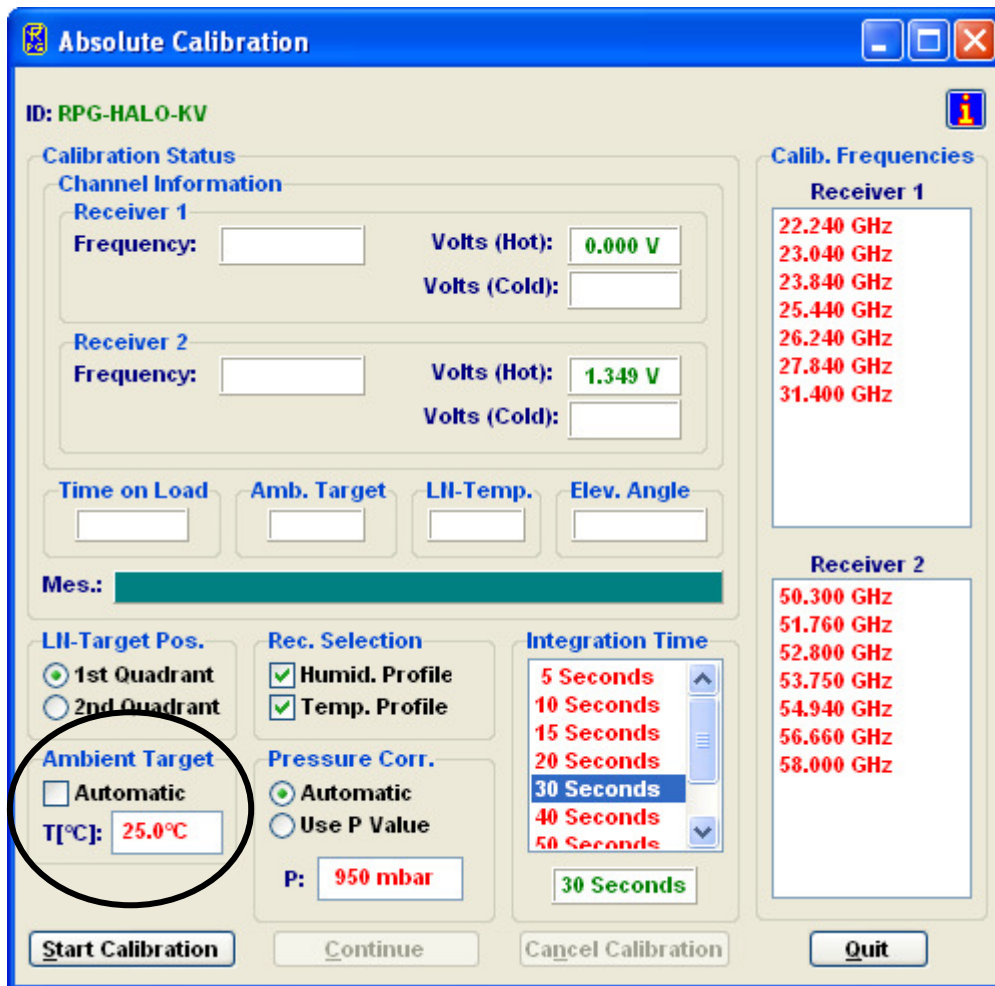 Absolute Calibration
ID: RPG-HALO-KV
Calibration Status
Channel Information
Receiver 1
Frequency:
Volts (Hot): 0.000 V
Volts (Cold):
Receiver 2
Frequency:
Volts (Hot): 1.349 V
Volts (Cold):
Time on Load Amb. Target LN-Temp. Elev. Angle
Mes.:
Calib. Frequencies
Receiver 1
22.240 GHz
23.040 GHz
23.840 GHz
25.440 GHz
26.240 GHz
27.840 GHz
31.400 GHz
Receiver 2
50.300 GHz
51.760 GHz
52.800 GHz
53.750 GHz
54.940 GHz
56.660 GHz
58.000 GHz
LN-Target Pos.
1st Quadrant
2nd Quadrant
Rec. Selection
Humid. Profile
Temp. Profile
Integration Time
5 Seconds
10 Seconds
15 Seconds
20 Seconds
30 Seconds
40 Seconds
50 Seconds
30 Seconds
Ambient Target
Automatic
T[°C]: 25.0°C
Pressure Corr.
Automatic
Use P Value
P: 950 mbar
Start Calibration Continue Cancel Calibration Quit